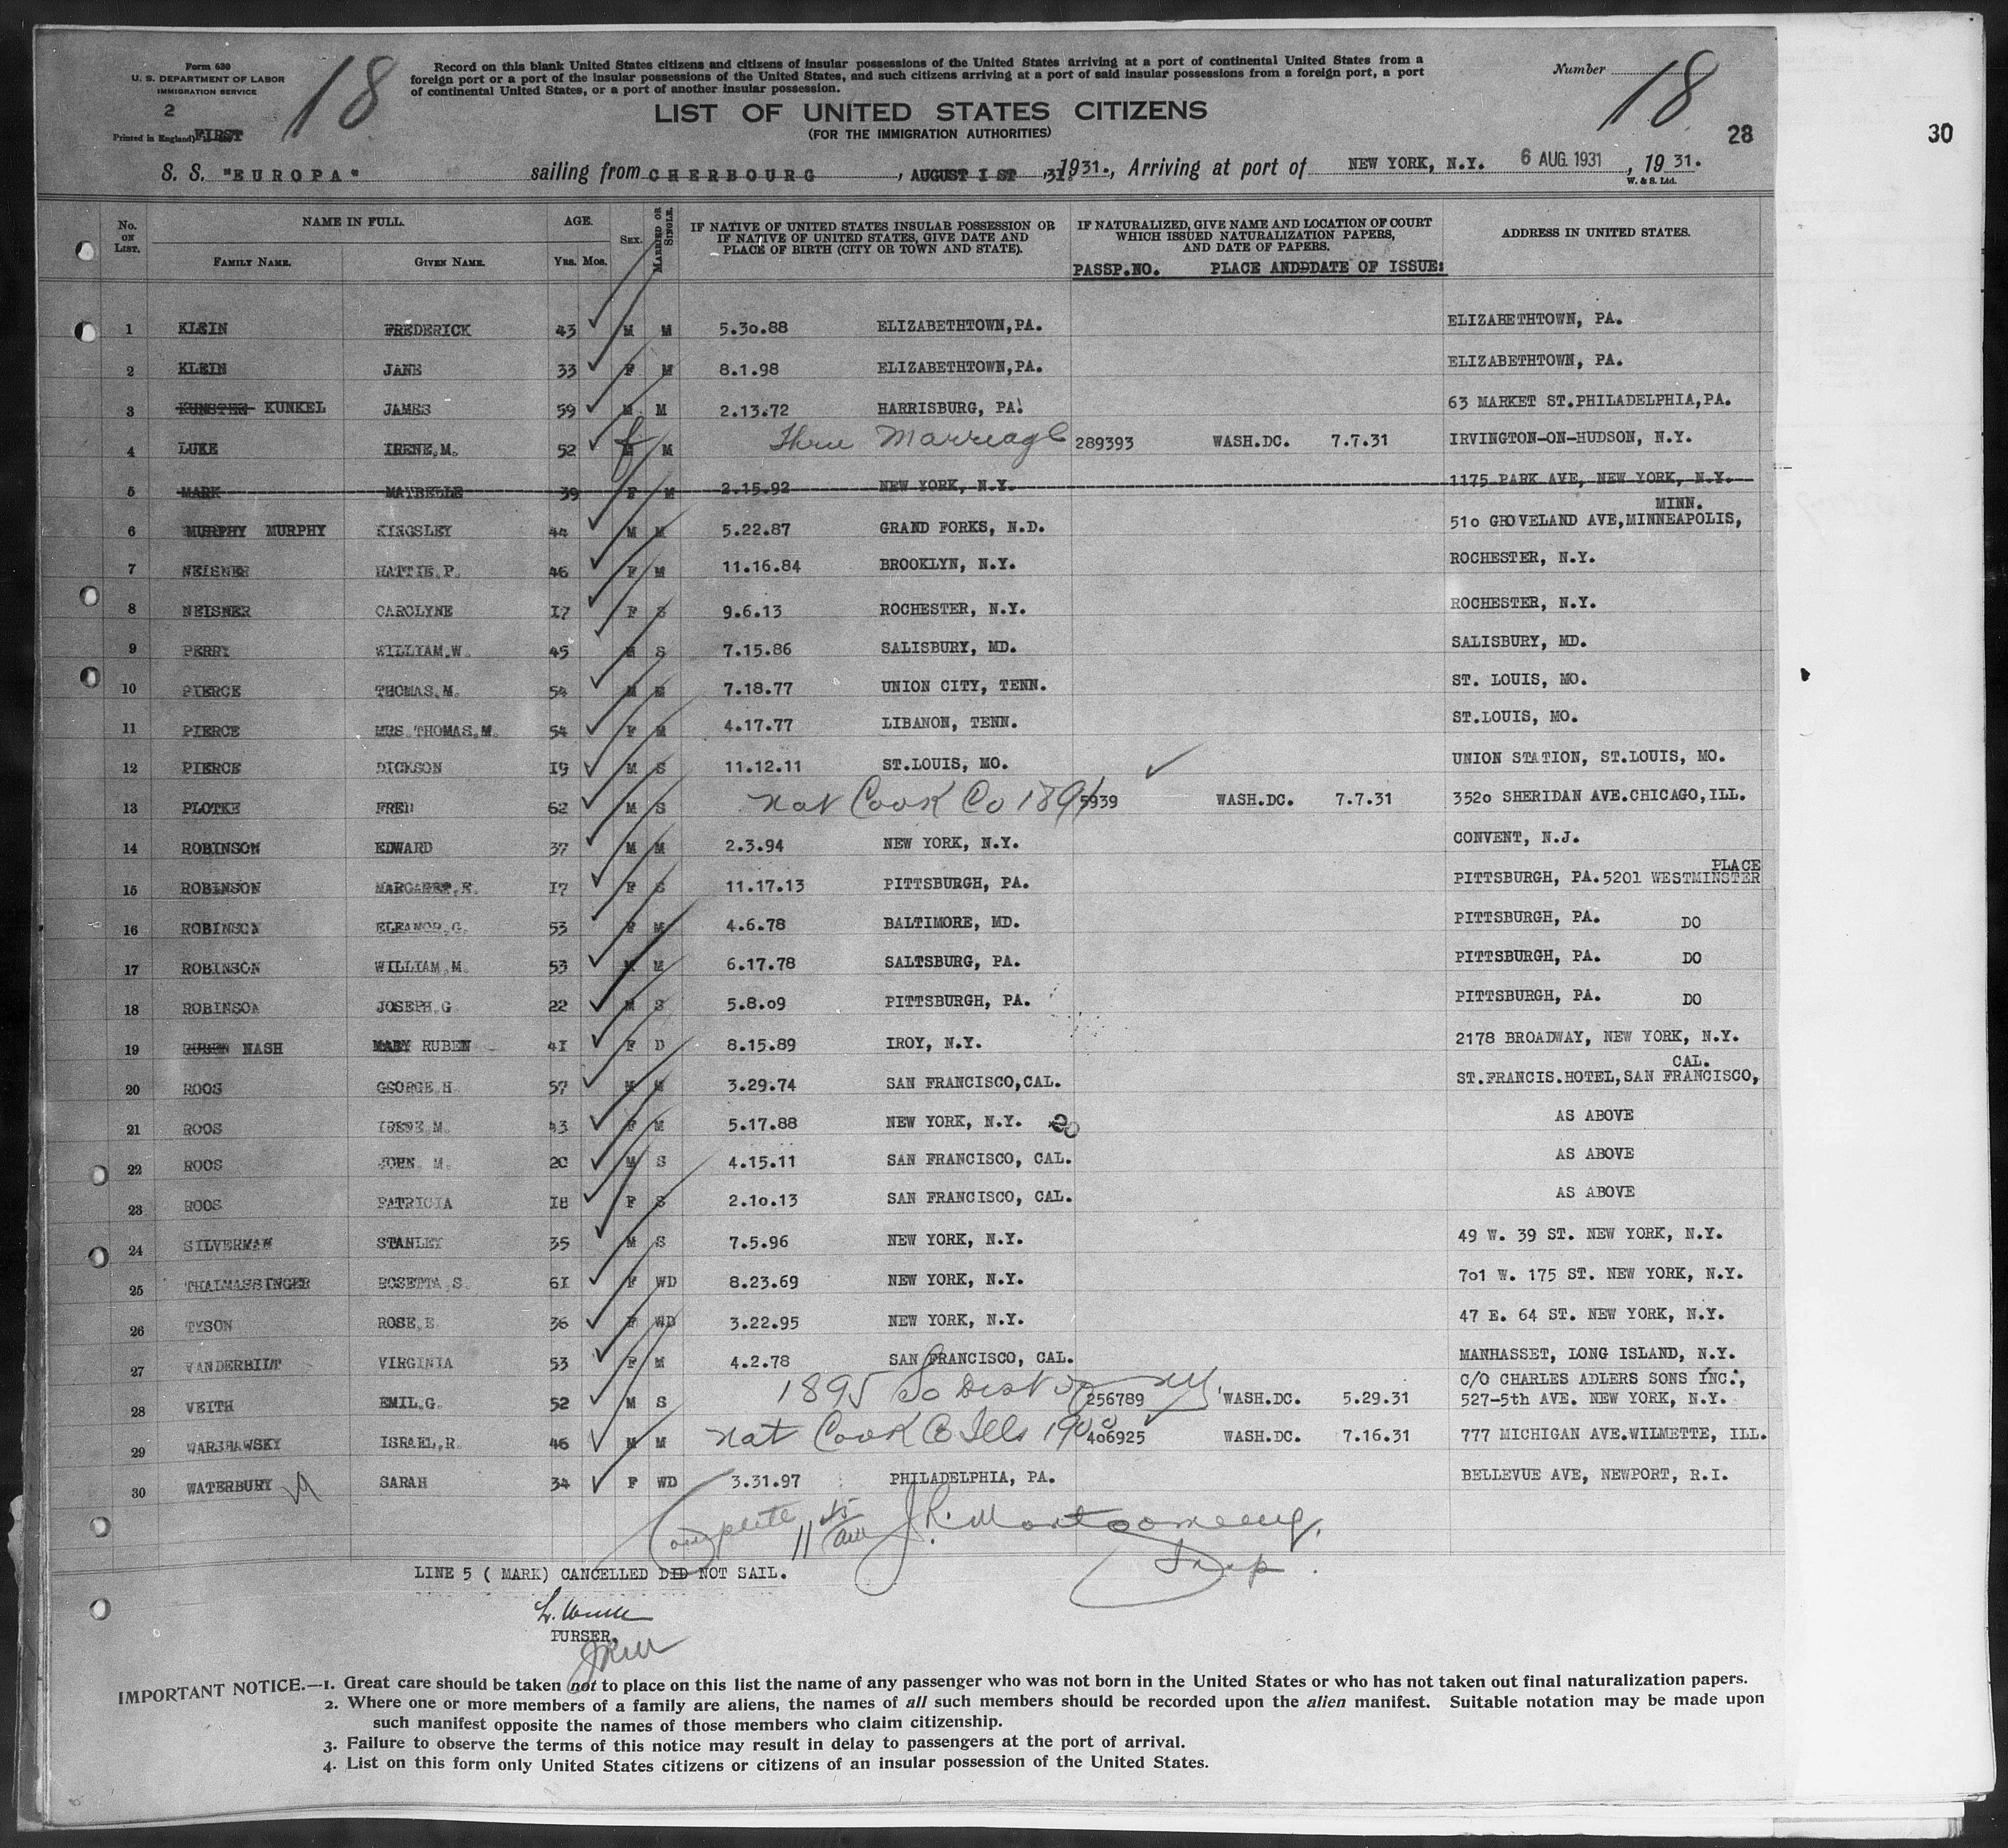 Form 630
U. S. DEPARTMENT OF LABOR
IMMIGRATION SERVICE
2
Printed in England) FIRST
18
Record on this blank United States citizens and citizens of insular possessions of the United States arriving at a port of continental United States from a
foreign port or a port of the insular possessions of the United States, and such citizens arriving at a port of said insular possessions from a foreign port, a port
of continental United States, or a port of another insular possession.
LIST OF UNITED STATES CITIZENS
(FOR THE IMMIGRATION AUTHORITIES)
Number 18
28
30
S. S. "EUROPA" sailing from CHERBOURG, AUGUST I ST, 31. 1931., Arriving at port of NEW YORK, N.Y. 6 AUG. 1931, 1931.
W. & S. Ltd.
No. ON LIST. NAME IN FULL. FAMILY NAME. GIVEN NAME. AGE. Yrs. Mos. SEX. MARRIED OR SINGLE. IF NATIVE OF UNITED STATES INSULAR POSSESSION OR IF NATIVE OF UNITED STATES, GIVE DATE AND PLACE OF BIRTH (CITY OR TOWN AND STATE). IF NATURALIZED, GIVE NAME AND LOCATION OF COURT WHICH ISSUED NATURALIZATION PAPERS, AND DATE OF PAPERS. ADDRESS IN UNITED STATES.
PASSP.NO. PLACE ANDDDATE OF ISSUE:
1 KLEIN FREDERICK 43 M M 5.30.88 ELIZABETHTOWN,PA. ELIZABETHTOWN, PA.
2 KLEIN JANE 33 F M 8.1.98 ELIZABETHTOWN,PA. ELIZABETHTOWN, PA.
3 KUNSTEG KUNKEL JAMES 59 M M 2.13.72 HARRISBURG, PA. 63 MARKET ST.PHILADELPHIA,PA.
4 LUKE IRENE.M. 52 f M Thru Marriage 289393 WASH.DC. 7.7.31 IRVINGTON-ON-HUDSON, N.Y.
5 MARK MAYBELLE 39 F M 2.15.92 NEW YORK, N.Y. 1175 PARK AVE, NEW YORK, N.Y.
6 MURPHY MURPHY KINGSLEY 44 M M 5.22.87 GRAND FORKS, N.D. 510 GROVELAND AVE,MINNEAPOLIS, MINN.
7 NEISNER HATTIE.P. 46 F M 11.16.84 BROOKLYN, N.Y. ROCHESTER, N.Y.
8 NEISNER CAROLYNE 17 F S 9.6.13 ROCHESTER, N.Y. ROCHESTER, N.Y.
9 PERRY WILLIAM.W. 45 M S 7.15.86 SALISBURY, MD. SALISBURY, MD.
10 PIERCE THOMAS.M. 54 M M 7.18.77 UNION CITY, TENN. ST. LOUIS, MO.
11 PIERCE MRS.THOMAS.M. 54 F M 4.17.77 LIBANON, TENN. ST.LOUIS, MO.
12 PIERCE DICKSON 19 M S 11.12.11 ST.LOUIS, MO. UNION STATION, ST.LOUIS, MO.
13 PLOTKE FRED 62 M S nat Cook Co 1891 5939 WASH.DC. 7.7.31 3520 SHERIDAN AVE.CHICAGO,ILL.
14 ROBINSON EDWARD 37 M M 2.3.94 NEW YORK, N.Y. CONVENT, N.J.
15 ROBINSON MARGARET.E. 17 F S 11.17.13 PITTSBURGH, PA. PITTSBURGH, PA.5201 WESTMINSTER PLACE
16 ROBINSON ELEANOR.G. 53 F M 4.6.78 BALTIMORE, MD. PITTSBURGH, PA. DO
17 ROBINSON WILLIAM.M. 53 M M 6.17.78 SALTSBURG, PA. PITTSBURGH, PA. DO
18 ROBINSON JOSEPH.G 22 M S 5.8.09 PITTSBURGH, PA. PITTSBURGH, PA. DO
19 RUBEN NASH MARY RUBEN 41 F D 8.15.89 IROY, N.Y. 2178 BROADWAY, NEW YORK, N.Y.
20 ROOS GEORGE.H. 57 M M 3.29.74 SAN FRANCISCO,CAL. ST.FRANCIS.HOTEL,SAN FRANCISCO, CAL.
21 ROOS IRENE.M. 43 F M 5.17.88 NEW YORK, N.Y. AS ABOVE
22 ROOS JOHN. M. 20 M S 4.15.11 SAN FRANCISCO, CAL. AS ABOVE
23 ROOS PATRICIA 18 F S 2.10.13 SAN FRANCISCO, CAL. AS ABOVE
24 SILVERMAN STANLEY 35 M S 7.5.96 NEW YORK, N.Y. 49 W. 39 ST. NEW YORK, N.Y.
25 THALMASSINGER ROSETTA.S. 61 F WD 8.23.69 NEW YORK, N.Y. 701 W. 175 ST. NEW YORK, N.Y.
26 TYSON ROSE.E. 36 F WD 3.22.95 NEW YORK, N.Y. 47 E. 64 ST. NEW YORK, N.Y.
27 VANDERBILT VIRGINIA 53 F M 4.2.78 SAN FRANCISCO, CAL. MANHASSET, LONG ISLAND, N.Y.
28 VEITH EMIL.G. 52 M S 1895 So Dist NY 256789 WASH.DC. 5.29.31 C/O CHARLES ADLERS SONS INC., 527-5th AVE. NEW YORK, N.Y.
29 WARSHAWSKY ISRAEL.R. 46 M M nat Cook Co Ills 1900 406925 WASH.DC. 7.16.31 777 MICHIGAN AVE.WILMETTE, ILL.
30 WATERBURY SARAH 34 F WD 3.31.97 PHILADELPHIA, PA. BELLEVUE AVE, NEWPORT, R.I.
Complete 11 45 am J.R. Montgomery
Insp.
LINE 5 ( MARK) CANCELLED DID NOT SAIL.
PURSER.
JRM
IMPORTANT NOTICE.—1. Great care should be taken not to place on this list the name of any passenger who was not born in the United States or who has not taken out final naturalization papers.
2. Where one or more members of a family are aliens, the names of all such members should be recorded upon the alien manifest. Suitable notation may be made upon
such manifest opposite the names of those members who claim citizenship.
3. Failure to observe the terms of this notice may result in delay to passengers at the port of arrival.
4. List on this form only United States citizens or citizens of an insular possession of the United States.